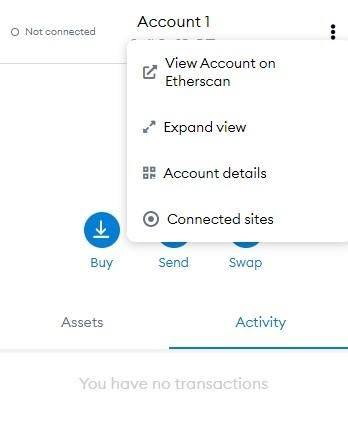 Account 1
Not connected
View Account on
Etherscan
Expand view
Account details
Connected sites
Buy
Send
Swap
Assets
Activity
You have no transactions